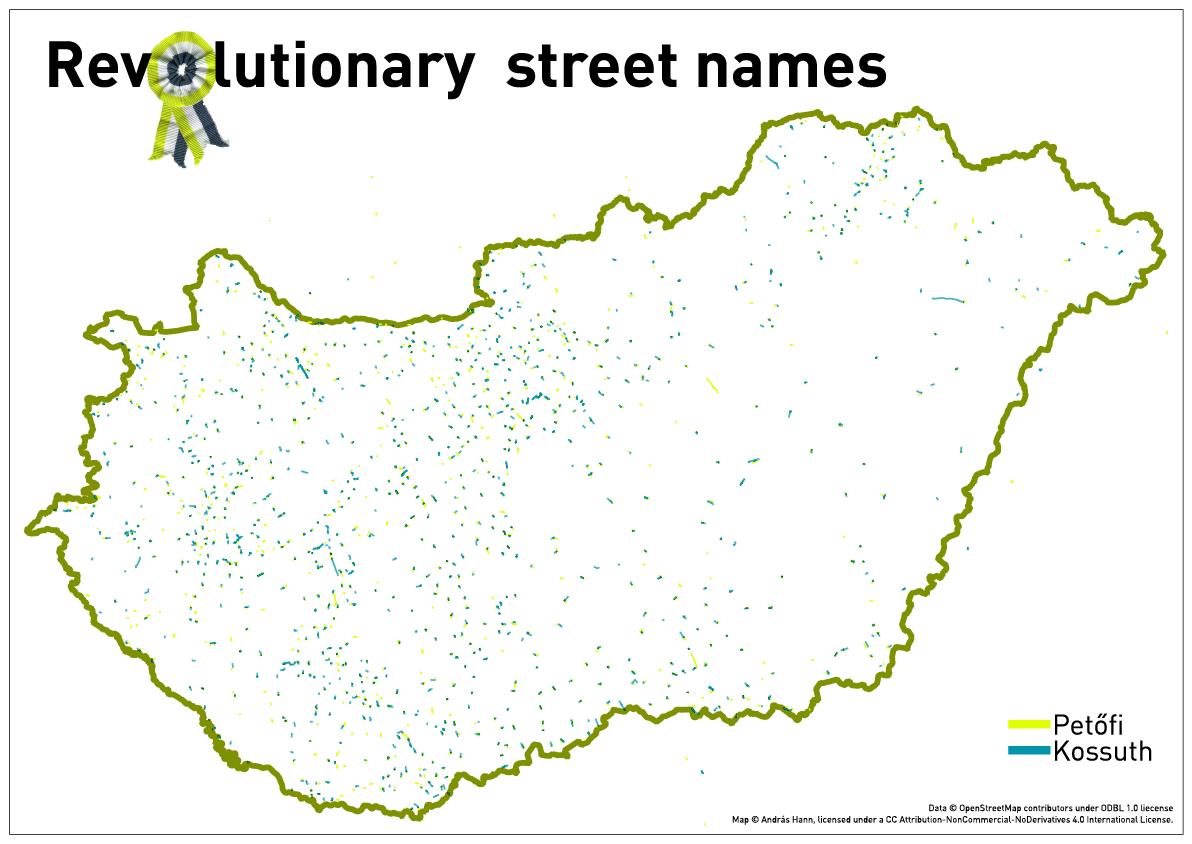 Revolutionary street names
Petőfi
Kossuth
Data © OpenStreetMap contributors under ODBL 1.0 liecense
Map © András Hann, licensed under a CC Attribution-NonCommercial-NoDerivatives 4.0 International License.